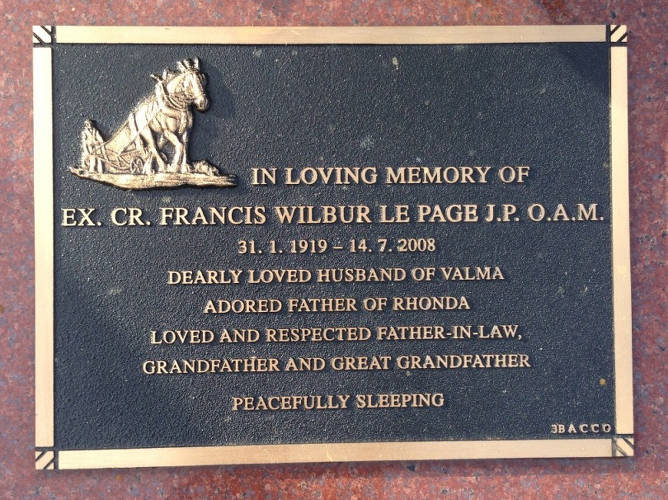 IN LOVING MEMORY OF
EX. CR. FRANCIS WILBUR LE PAGE J.P. O.A.M.
31. 1. 1919 – 14. 7. 2008
DEARLY LOVED HUSBAND OF VALMA
ADORED FATHER OF RHONDA
LOVED AND RESPECTED FATHER-IN-LAW,
GRANDFATHER AND GREAT GRANDFATHER
PEACEFULLY SLEEPING
3BACCO